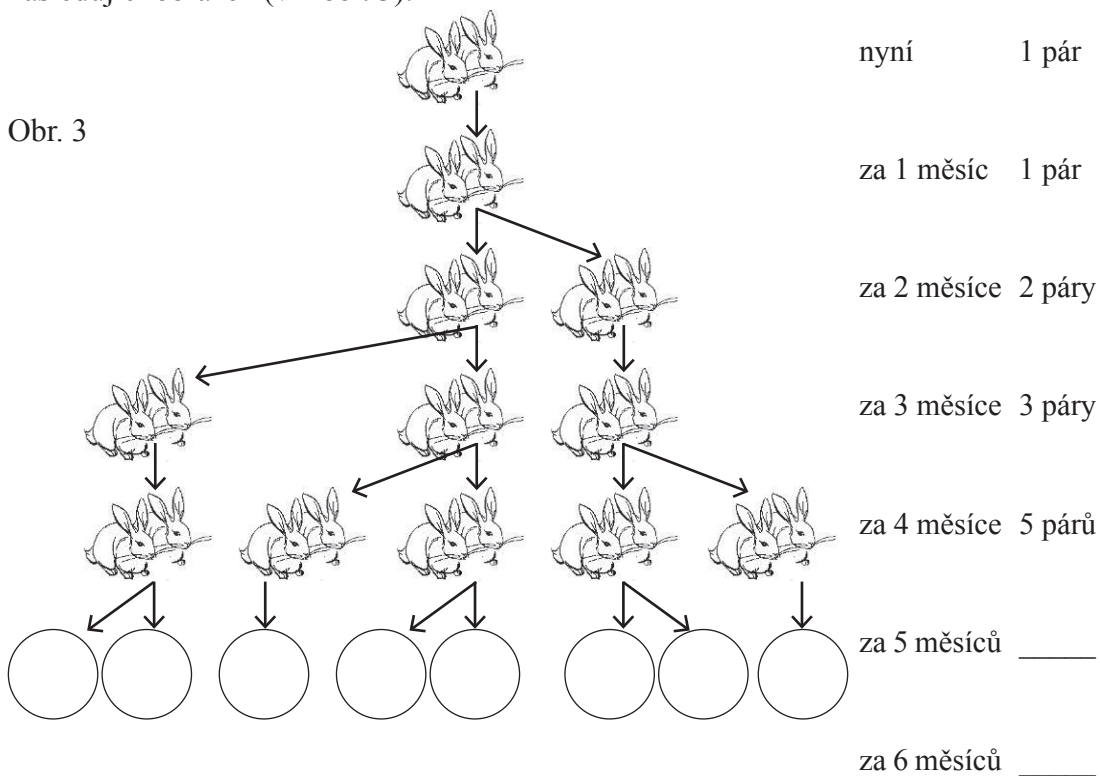 nyní 1 pár
Obr. 3
za 1 měsíc 1 pár
za 2 měsíce 2 páry
za 3 měsíce 3 páry
za 4 měsíce 5 párů
za 5 měsíců _____
za 6 měsíců _____